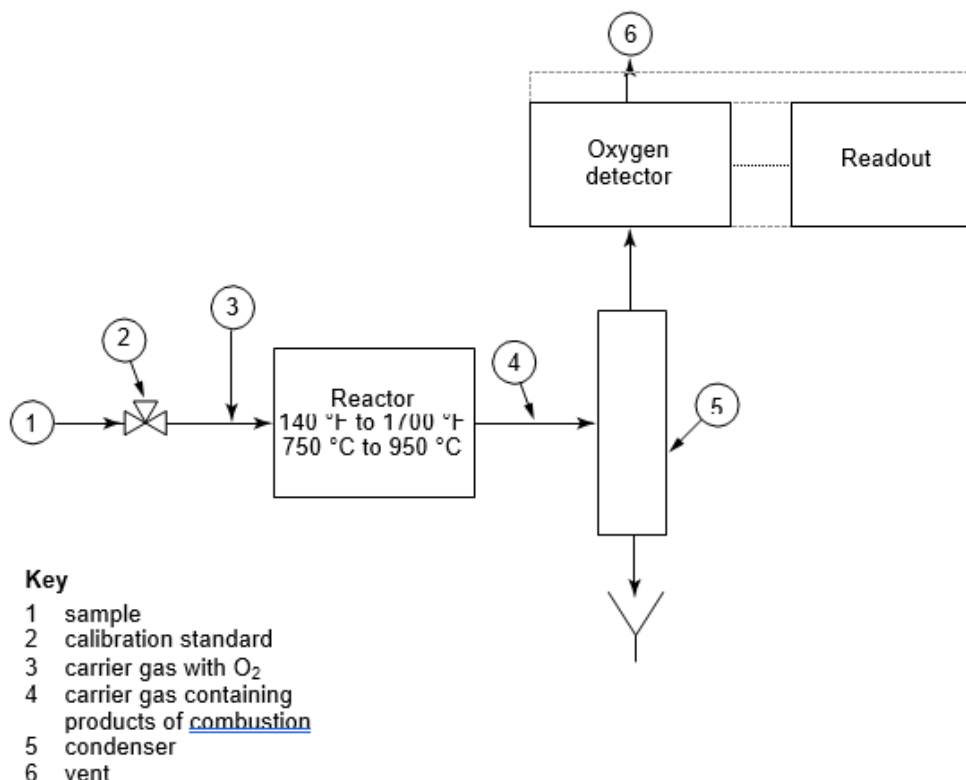 6
Oxygen
detector
Readout
3
2
4
Reactor
1
140 °F to 1700 °F
5
750 °C to 950 °C
Key
1 sample
2 calibration standard
3 carrier gas with O₂
4 carrier gas containing
products of combustion
5 condenser
6 vent